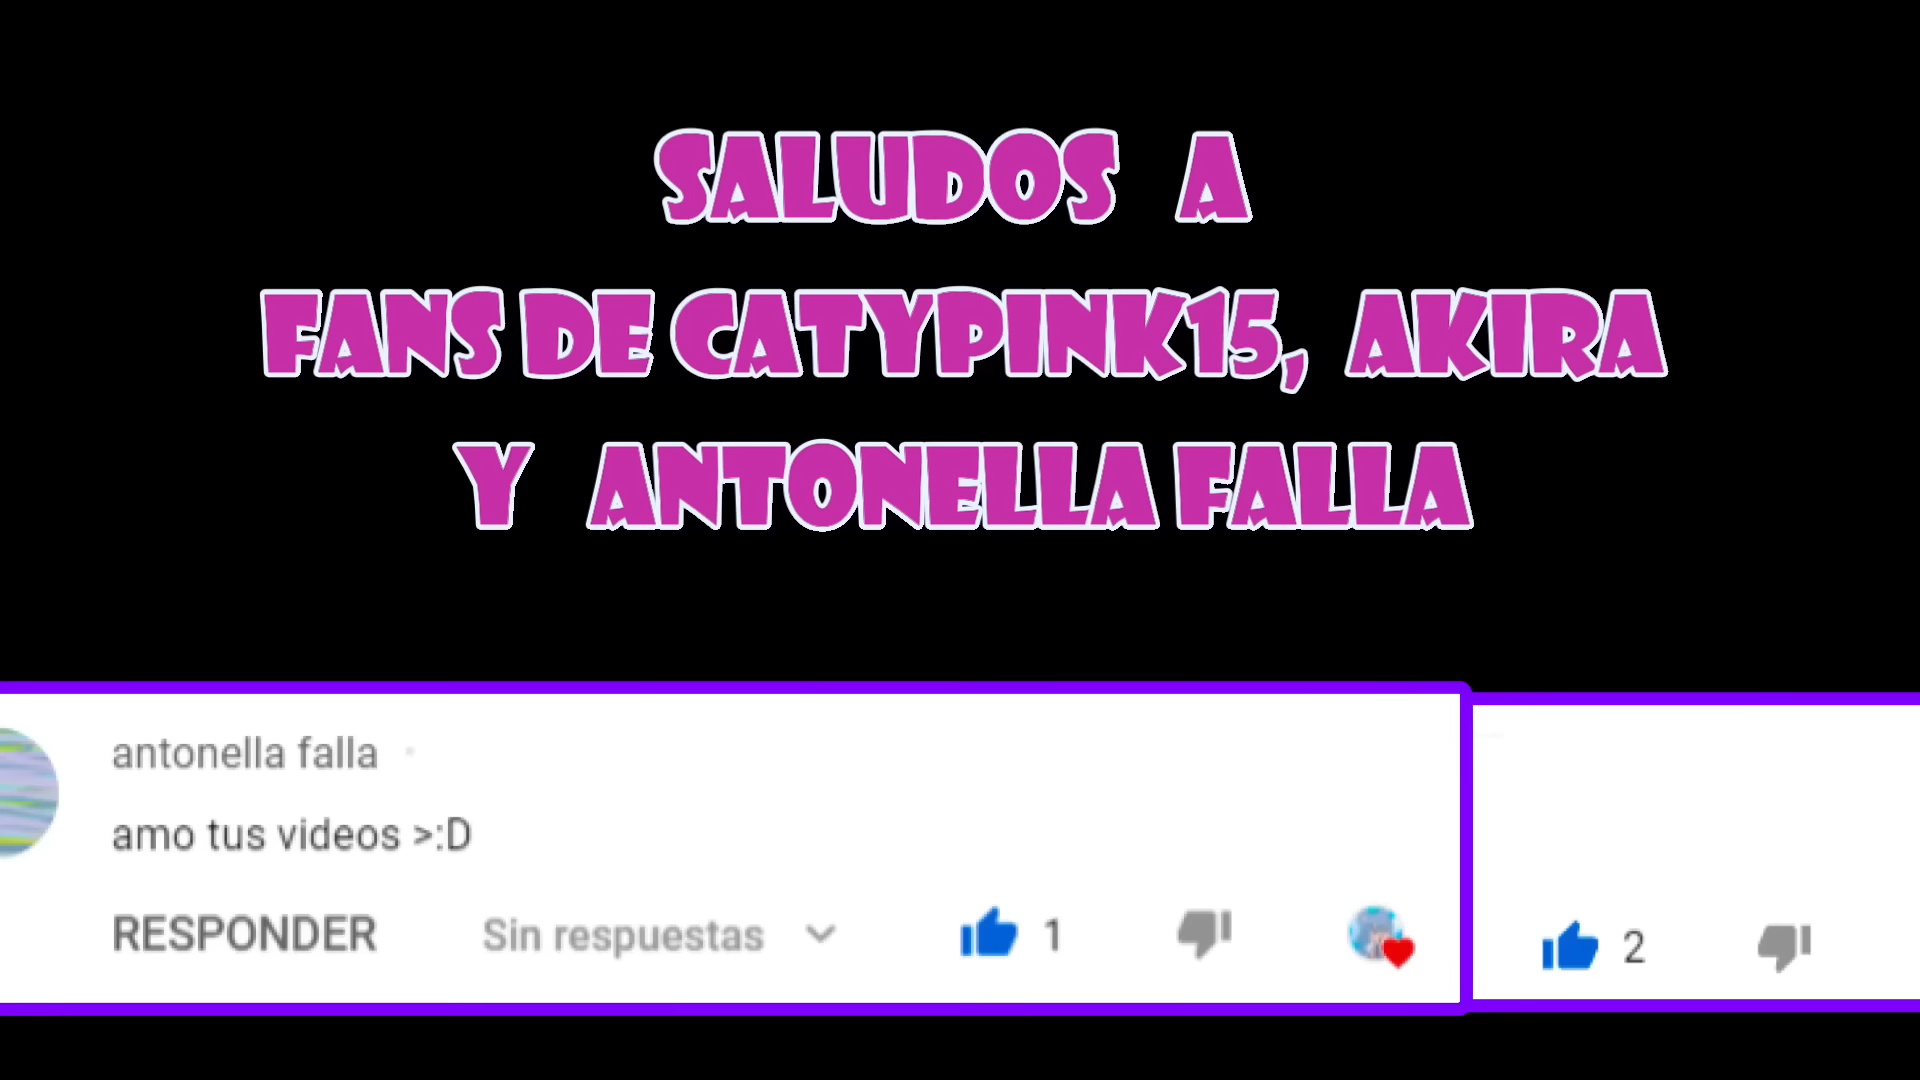 SALUDOS A
FANS DE CATYPINK15, AKIRA
Y ANTONELLA FALLA
antonella falla
amo tus videos >:D
RESPONDER Sin respuestas 1
2